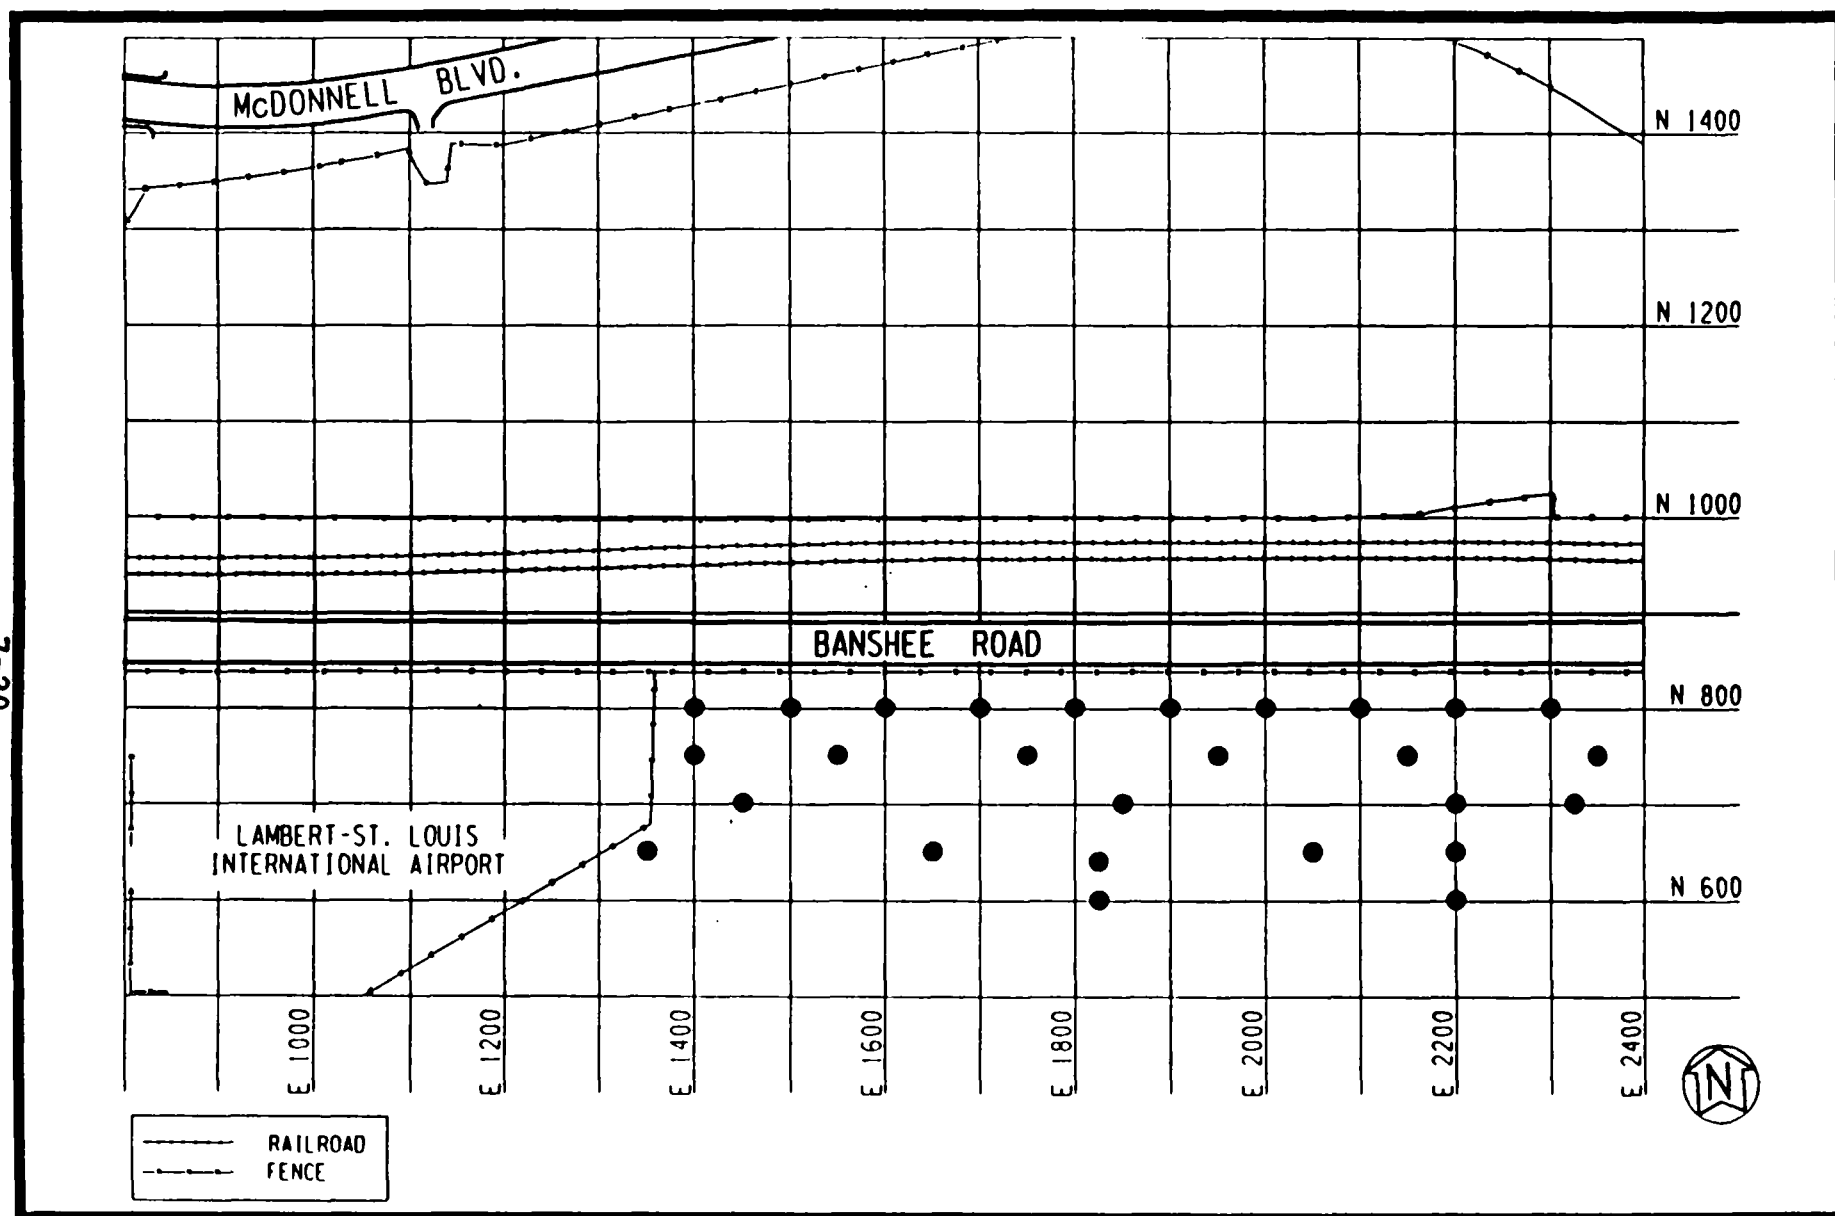 McDONNELL BLVD.
N 1400
N 1200
N 1000
BANSHEE ROAD
N 800
LAMBERT-ST. LOUIS
INTERNATIONAL AIRPORT
N 600
E 1000
E 1200
E 1400
E 1600
E 1800
E 2000
E 2200
E 2400
N
RAILROAD
FENCE